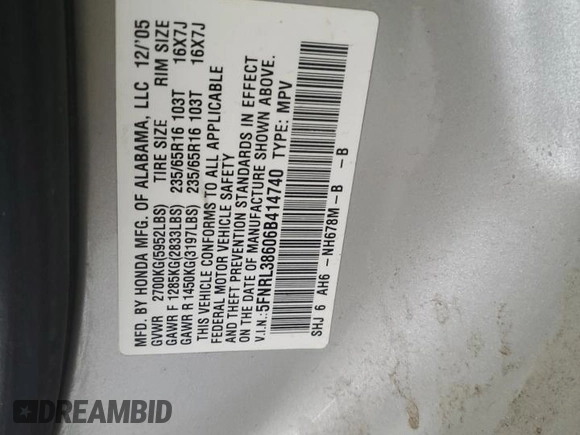 MFD. BY HONDA MFG. OF ALABAMA, LLC 12/'05
GVWR 2700KG(5952LBS) TIRE SIZE RIM SIZE
GAWR F 1285KG(2833LBS) 235/65R16 103T 16X7J
GAWR R 1450KG(3197LBS) 235/65R16 103T 16X7J
THIS VEHICLE CONFORMS TO ALL APPLICABLE
FEDERAL MOTOR VEHICLE SAFETY
AND THEFT PREVENTION STANDARDS IN EFFECT
ON THE DATE OF MANUFACTURE SHOWN ABOVE.
V.I.N.: 5FNRL38606B414740 TYPE: MPV
SHJ 6 AH6 - NH678M - B - B
DREAMBID